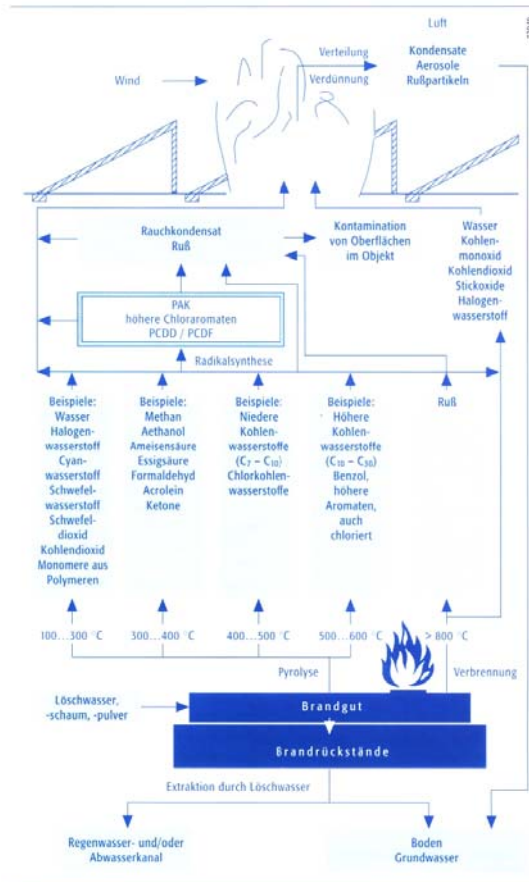 Luft
Verteilung
Kondensate
Aerosole
Rußpartikeln
Wind
Verdünnung
Rauchkondensat
Ruß
Kontamination
von Oberflächen
im Objekt
Wasser
Kohlen-
monoxid
Kohlendioxid
Stickoxide
Halogen-
wasserstoff
PAK
höhere Chloraromaten
PCDD / PCDF
Radikalsynthese
Beispiele:
Wasser
Halogen-
wasserstoff
Cyan-
wasserstoff
Schwefel-
wasserstoff
Schwefel-
dioxid
Kohlendioxid
Monomere aus
Polymeren
Beispiele:
Methan
Aethanol
Ameisensäure
Essigsäure
Formaldehyd
Acrolein
Ketone
Beispiele:
Niedere
Kohlen-
wasserstoffe
(C7 – C10)
Chlorkohlen-
wasserstoffe
Beispiele:
Höhere
Kohlen-
wasserstoffe
(C10 – C30)
Benzol,
höhere
Aromaten,
auch
chloriert
Ruß
100...300 °C
300...400 °C
400...500 °C
500...600 °C
> 800 °C
Pyrolyse
Verbrennung
Löschwasser,
-schaum, -pulver
Brandgut
Brandrückstände
Extraktion durch Löschwasser
Regenwasser- und/oder
Abwasserkanal
Boden
Grundwasser